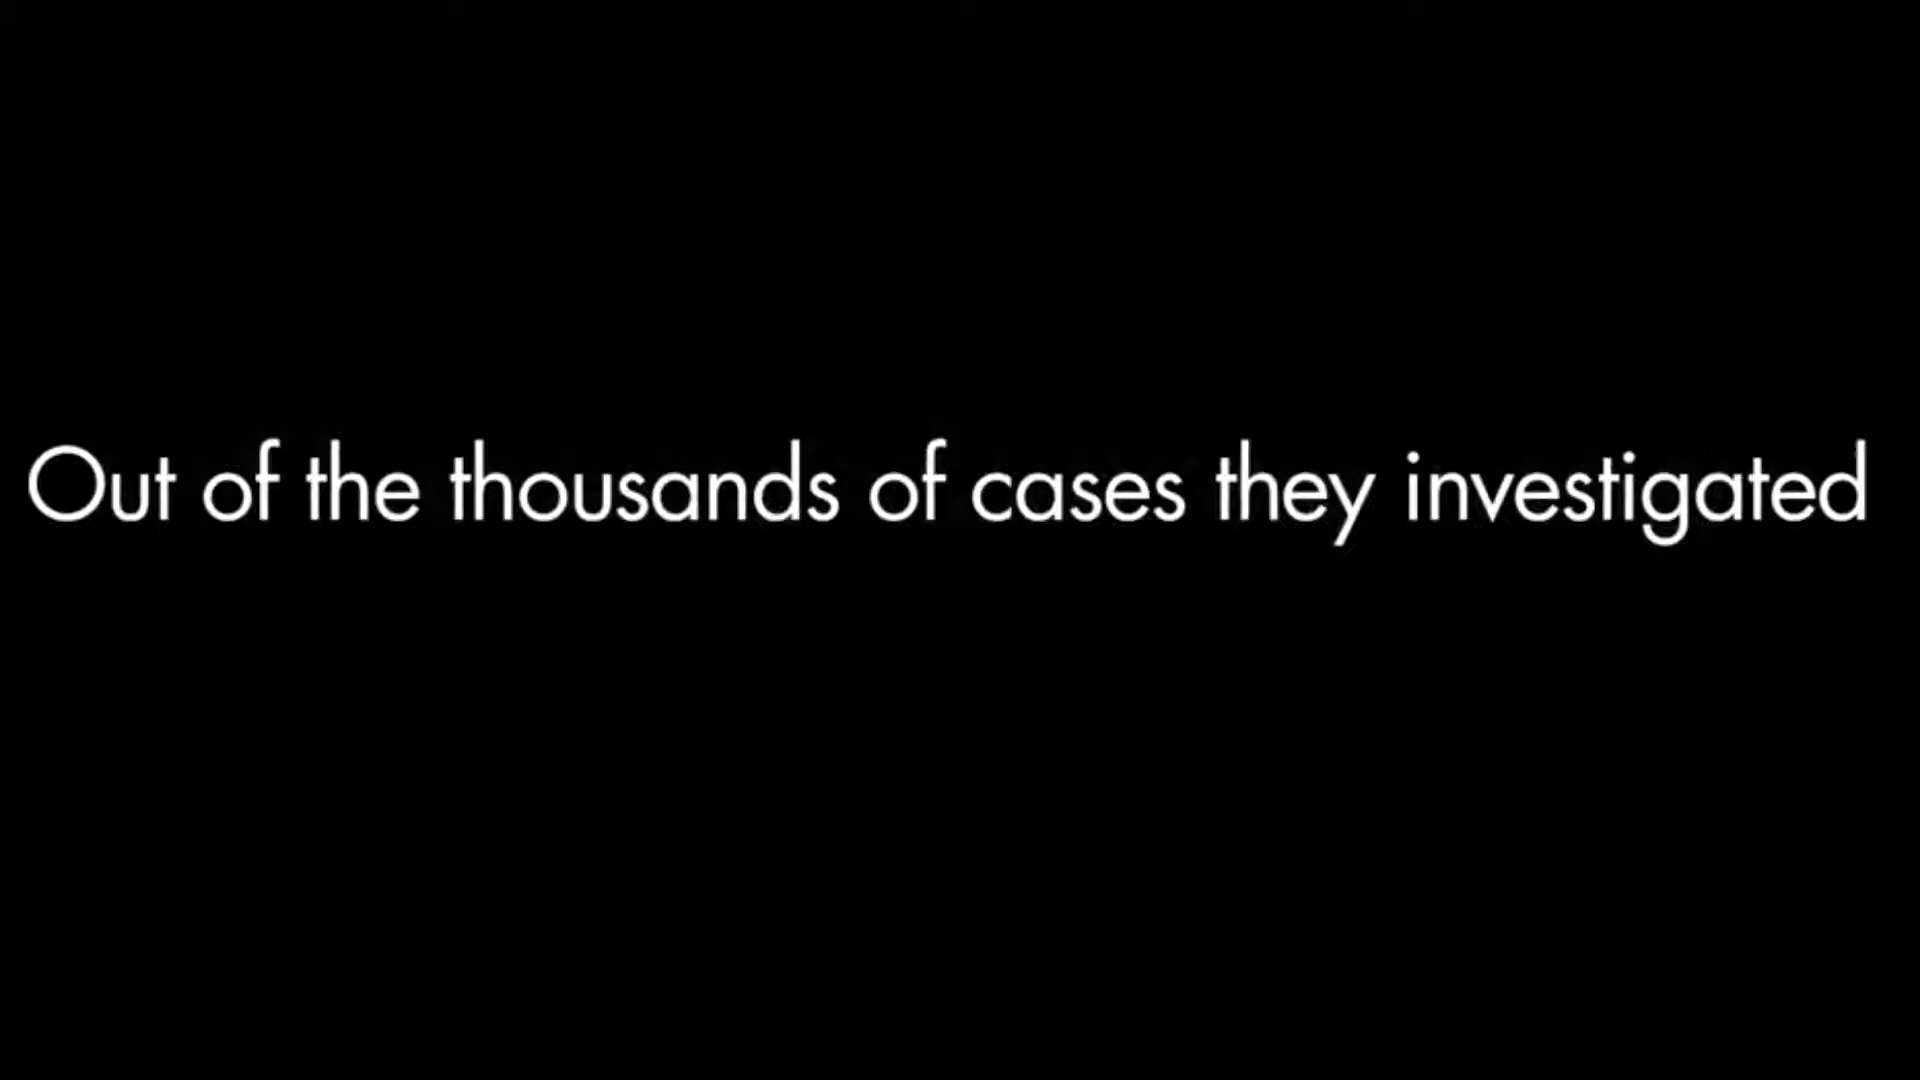 Out of the thousands of cases they investigated